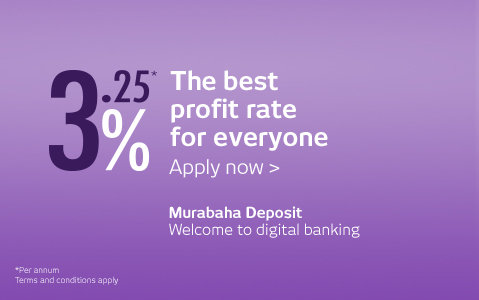 3.25*%
The best
profit rate
for everyone
Apply now >
Murabaha Deposit
Welcome to digital banking
*Per annum
Terms and conditions apply